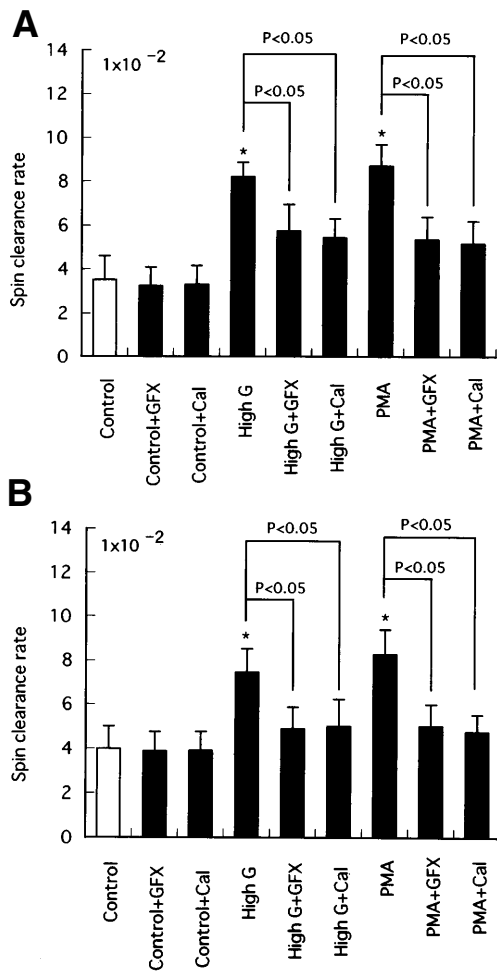 A
14
12
10
8
6
4
2
0
Spin clearance rate
1x10 -2
P<0.05
P<0.05
P<0.05
P<0.05
*
*
Control
Control+GFX
Control+Cal
High G
High G+GFX
High G+Cal
PMA
PMA+GFX
PMA+Cal
B
14
12
10
8
6
4
2
0
Spin clearance rate
1x10 -2
P<0.05
P<0.05
P<0.05
P<0.05
*
*
Control
Control+GFX
Control+Cal
High G
High G+GFX
High G+Cal
PMA
PMA+GFX
PMA+Cal